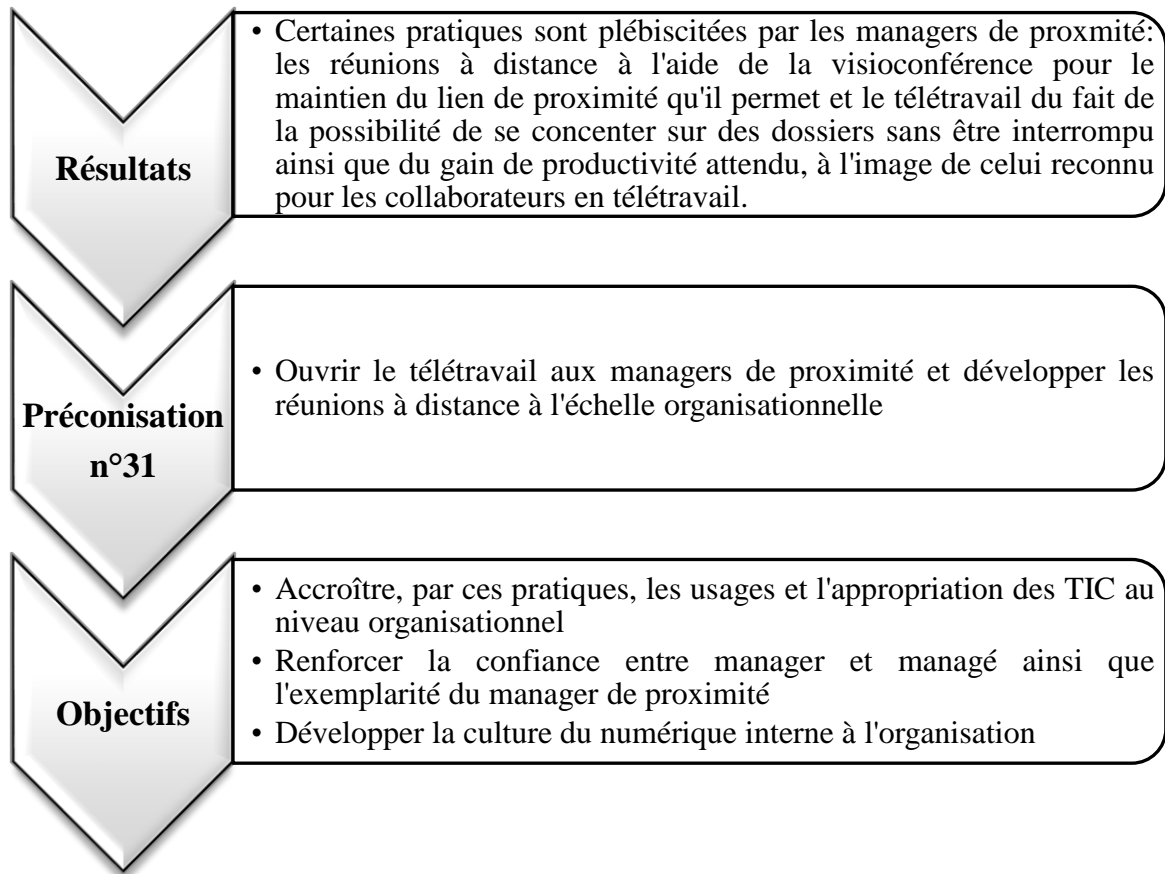 Résultats
• Certaines pratiques sont plébiscitées par les managers de proxmité:
les réunions à distance à l'aide de la visioconférence pour le
maintien du lien de proximité qu'il permet et le télétravail du fait de
la possibilité de se concenter sur des dossiers sans être interrompu
ainsi que du gain de productivité attendu, à l'image de celui reconnu
pour les collaborateurs en télétravail.
Préconisation
n°31
• Ouvrir le télétravail aux managers de proximité et développer les
réunions à distance à l'échelle organisationnelle
Objectifs
• Accroître, par ces pratiques, les usages et l'appropriation des TIC au
niveau organisationnel
• Renforcer la confiance entre manager et managé ainsi que
l'exemplarité du manager de proximité
• Développer la culture du numérique interne à l'organisation